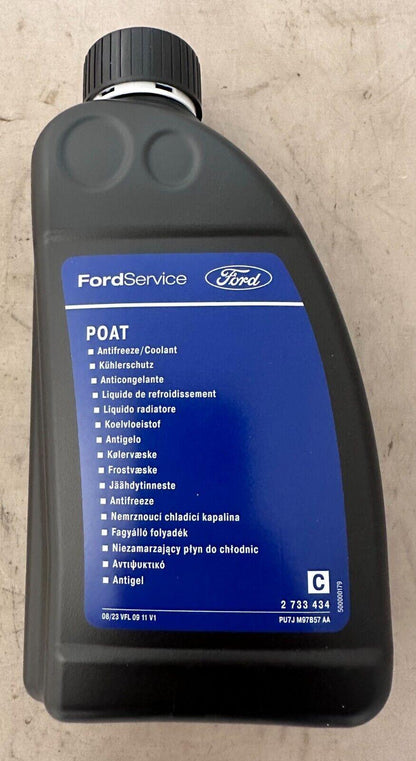 FordService Ford
POAT
■ Antifreeze/Coolant
■ Kühlerschutz
■ Anticongelante
■ Liquide de refroidissement
■ Liquido radiatore
■ Koelvloeistof
■ Antigelo
■ Kølervæske
■ Frostvæske
■ Jäähdytinneste
■ Antifreeze
■ Nemrznoucí chladící kapalina
■ Fagyálló folyadék
■ Niezamarzający płyn do chłodnic
■ Αντιψυκτικό
■ Antigel
C
2 733 434
08/23 VFL 09 11 V1
PU7J M97B57 AA
500000179